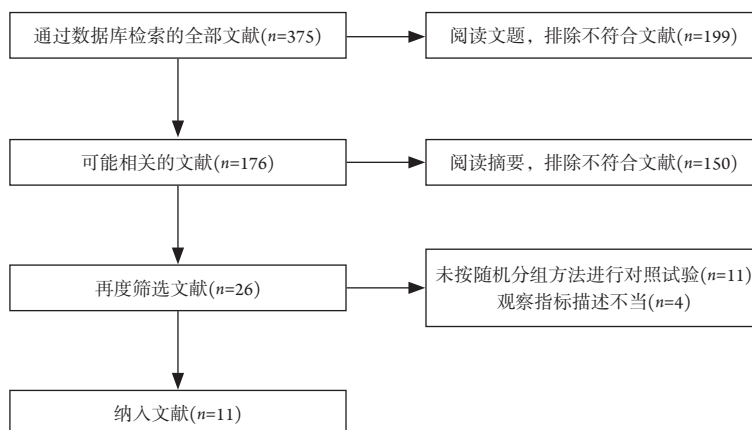 通过数据库检索的全部文献(n=375)
阅读文题，排除不符合文献(n=199)
可能相关的文献(n=176)
阅读摘要，排除不符合文献(n=150)
再度筛选文献(n=26)
未按随机分组方法进行对照试验(n=11)
观察指标描述不当(n=4)
纳入文献(n=11)